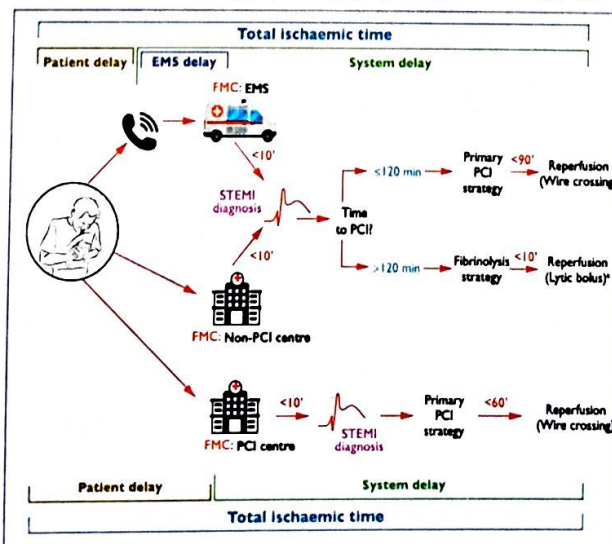 Total ischaemic time
Patient delay
EMS delay
System delay
FMC: EMS
<10'
STEMI
diagnosis
<10'
Time
to PCI?
≤120 min
Primary
PCI
strategy
<90'
Reperfusion
(Wire crossing)
>120 min
Fibrinolysis
strategy
<10'
Reperfusion
(Lytic bolus)ª
FMC: Non-PCI centre
FMC: PCI centre
<10'
STEMI
diagnosis
Primary
PCI
strategy
<60'
Reperfusion
(Wire crossing)
Patient delay
System delay
Total ischaemic time